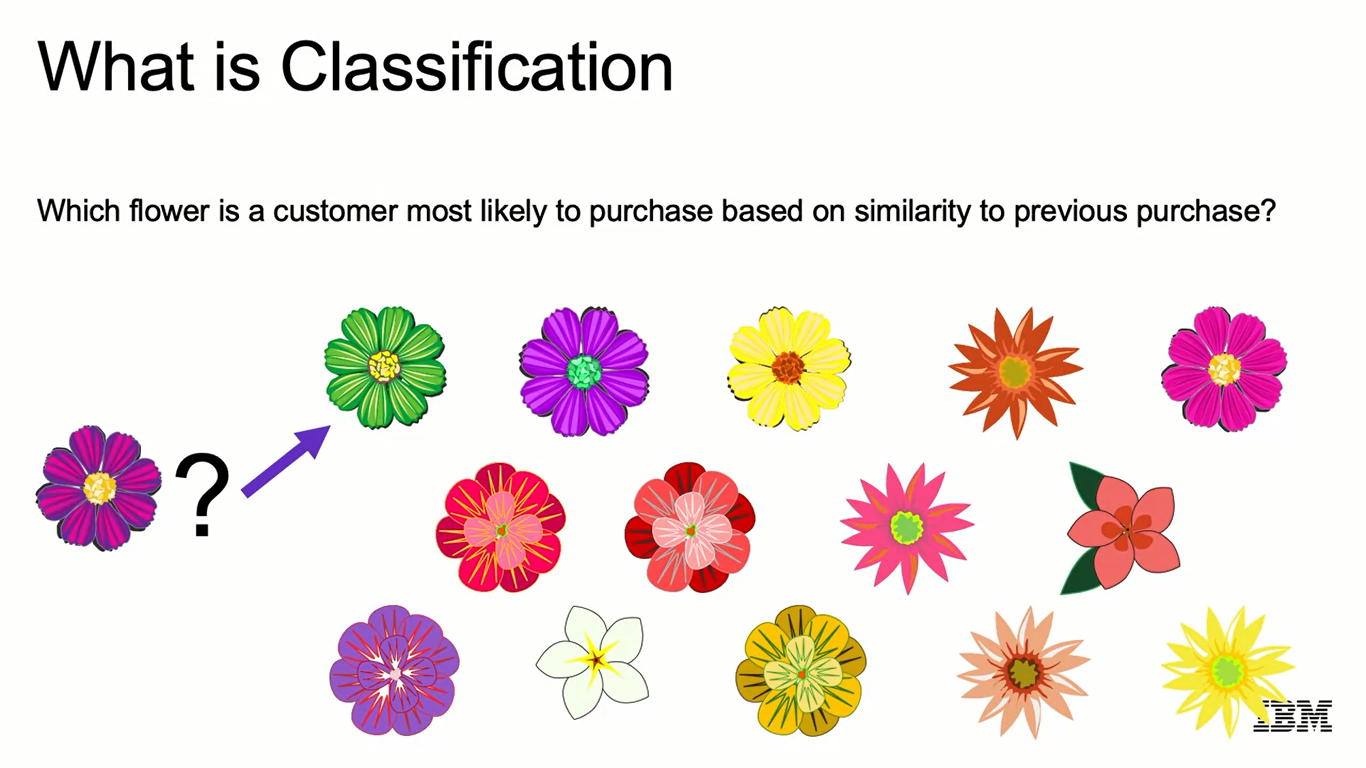 What is Classification
Which flower is a customer most likely to purchase based on similarity to previous purchase?
?
IBM